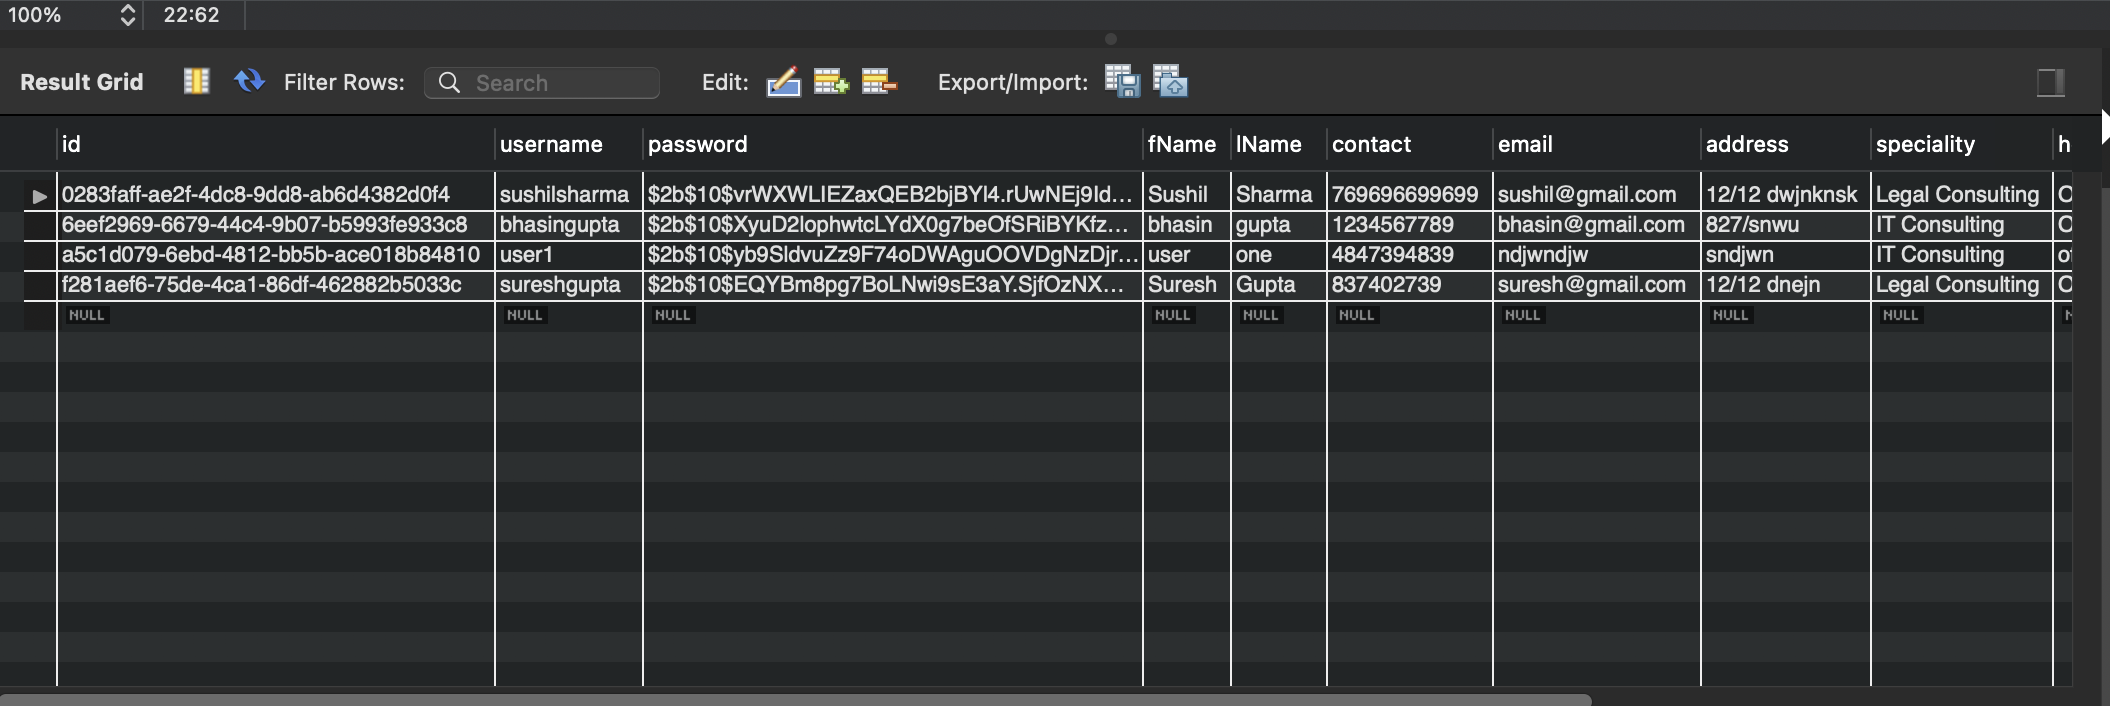 100% 22:62
Result Grid Filter Rows: Search Edit: Export/Import:
id username password fName lName contact email address speciality h
0283faff-ae2f-4dc8-9dd8-ab6d4382d0f4 sushilsharma $2b$10$vrWXWLIEZaxQEB2bjBYl4.rUwNEj9Id... Sushil Sharma 769696699699 sushil@gmail.com 12/12 dwjnknsk Legal Consulting C
6eef2969-6679-44c4-9b07-b5993fe933c8 bhasingupta $2b$10$XyuD2lophwtcLYdX0g7beOfSRiBYKfz... bhasin gupta 1234567789 bhasin@gmail.com 827/snwu IT Consulting C
a5c1d079-6ebd-4812-bb5b-ace018b84810 user1 $2b$10$yb9SldvuZz9F74oDWAguOOVDgNzDjr... user one 4847394839 ndjwndjw sndjwn IT Consulting o
f281aef6-75de-4ca1-86df-462882b5033c sureshgupta $2b$10$EQYBm8pg7BoLNwi9sE3aY.SjfOzNX... Suresh Gupta 837402739 suresh@gmail.com 12/12 dnejn Legal Consulting C
NULL NULL NULL NULL NULL NULL NULL NULL NULL